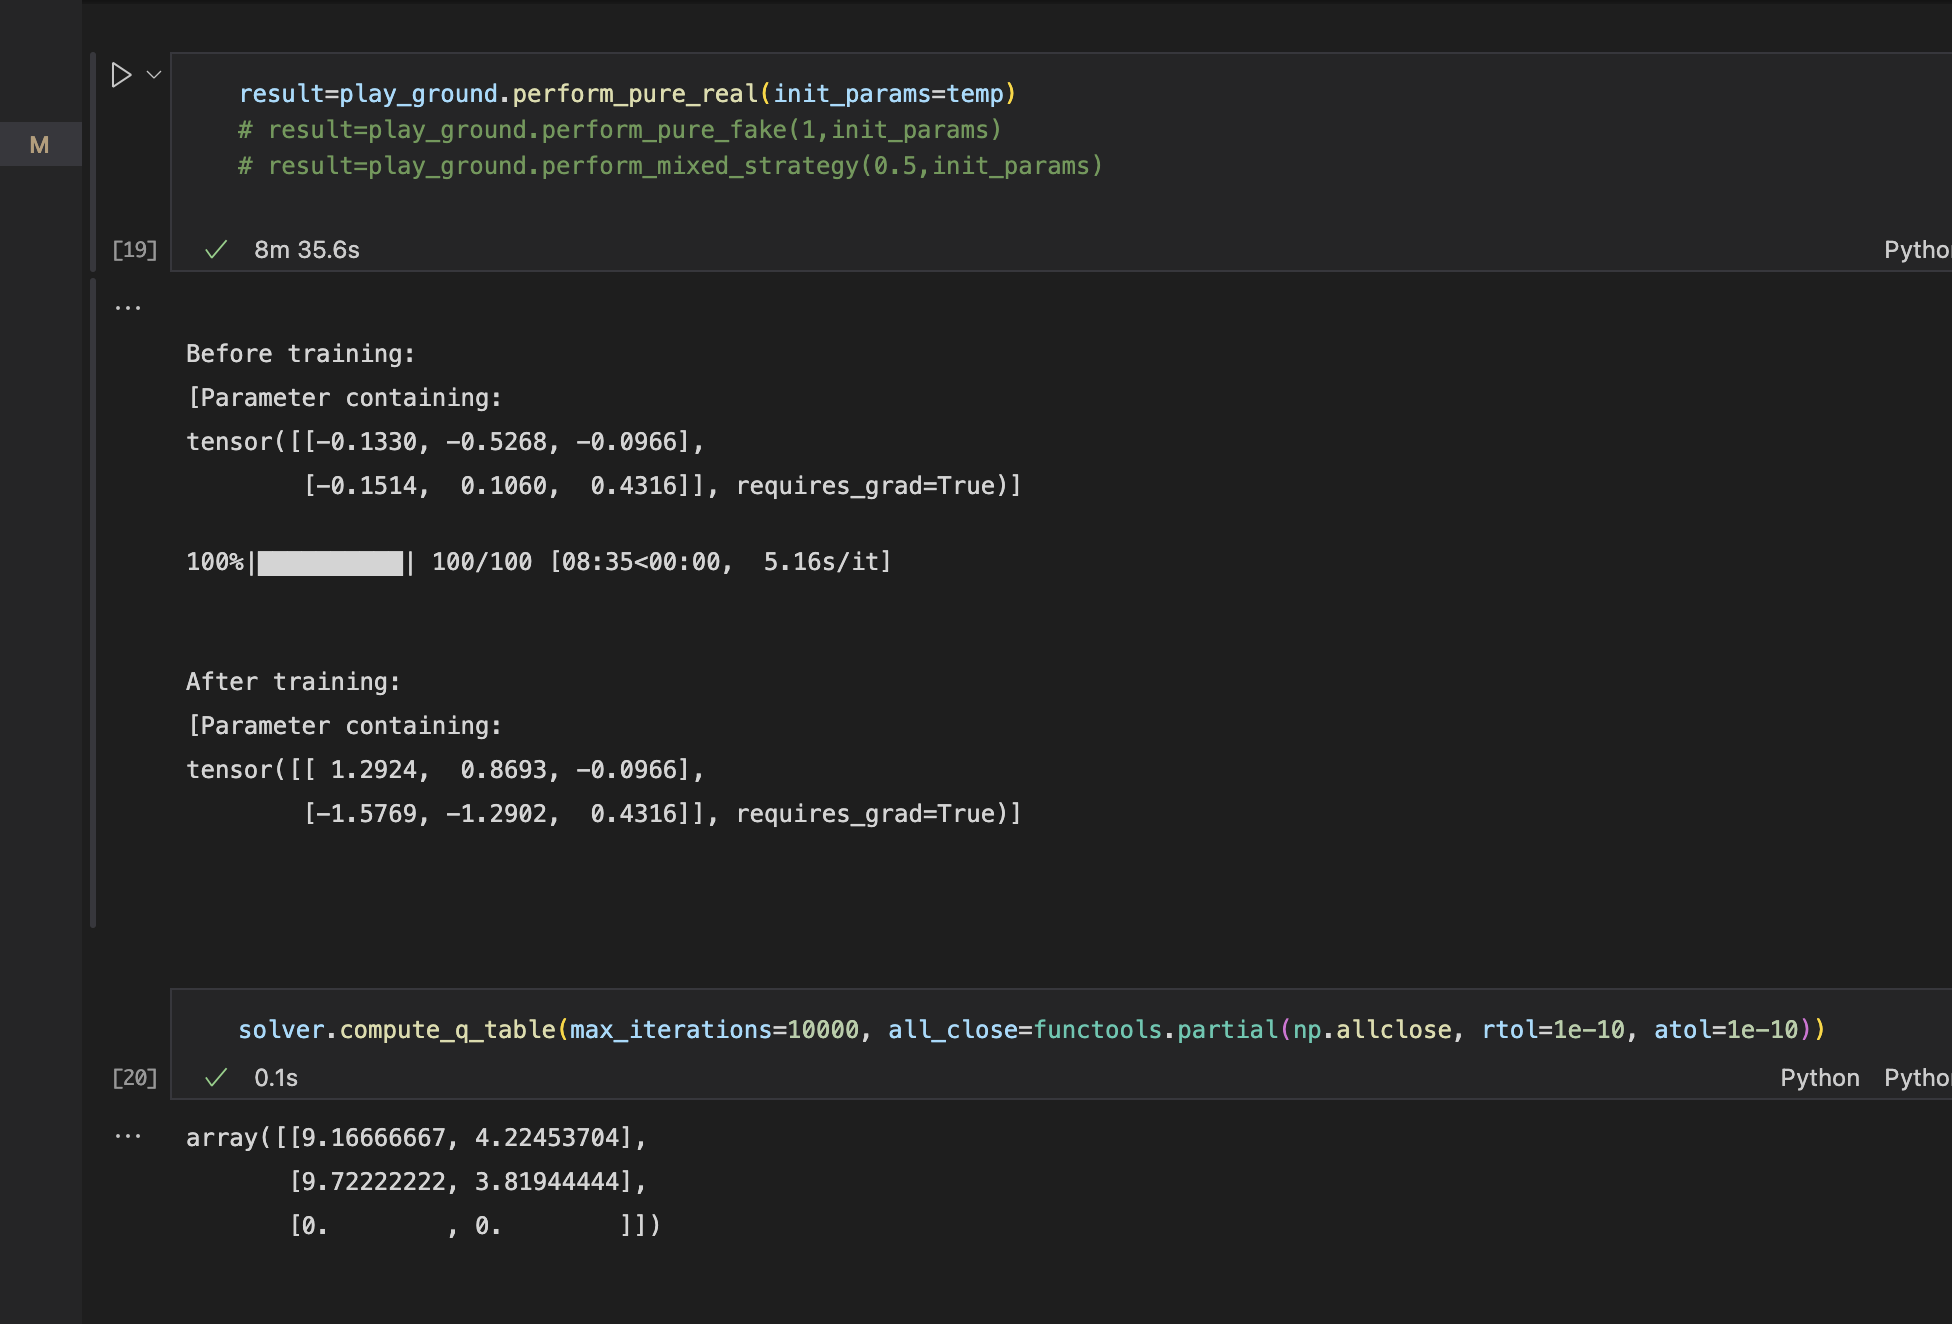 result=play_ground.perform_pure_real(init_params=temp)
# result=play_ground.perform_pure_fake(1,init_params)
M
# result=play_ground.perform_mixed_strategy(0.5,init_params)
[19] ✓ 8m 35.6s Pytho
...
Before training:
[Parameter containing:
tensor([[-0.1330, -0.5268, -0.0966],
        [-0.1514,  0.1060,  0.4316]], requires_grad=True)]
100%|██████████| 100/100 [08:35<00:00,  5.16s/it]
After training:
[Parameter containing:
tensor([[ 1.2924,  0.8693, -0.0966],
        [-1.5769, -1.2902,  0.4316]], requires_grad=True)]
solver.compute_q_table(max_iterations=10000, all_close=functools.partial(np.allclose, rtol=1e-10, atol=1e-10))
[20] ✓ 0.1s Python Pytho
...
array([[9.16666667, 4.22453704],
       [9.72222222, 3.81944444],
       [0.        , 0.        ]])